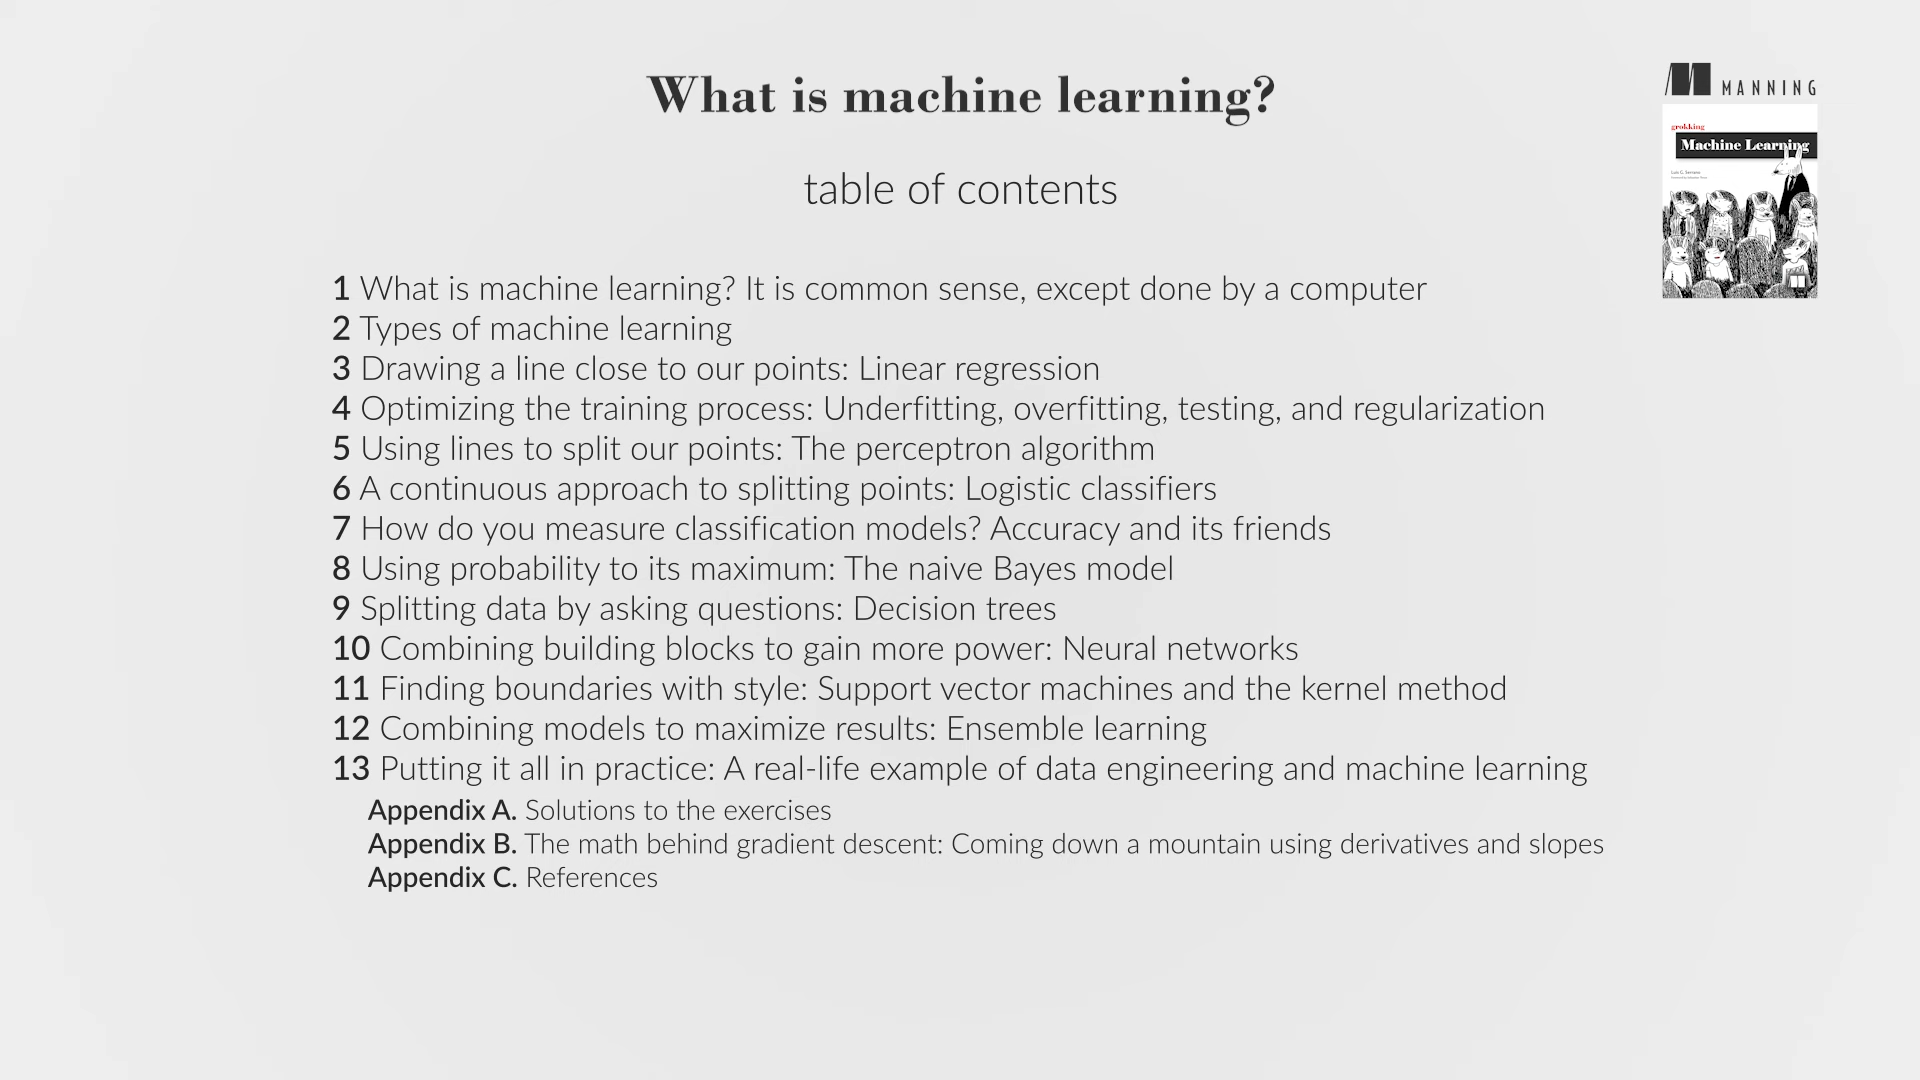 What is machine learning?
MANNING
grokking
Machine Learning
Luis G. Serrano
table of contents
1 What is machine learning? It is common sense, except done by a computer
2 Types of machine learning
3 Drawing a line close to our points: Linear regression
4 Optimizing the training process: Underfitting, overfitting, testing, and regularization
5 Using lines to split our points: The perceptron algorithm
6 A continuous approach to splitting points: Logistic classifiers
7 How do you measure classification models? Accuracy and its friends
8 Using probability to its maximum: The naive Bayes model
9 Splitting data by asking questions: Decision trees
10 Combining building blocks to gain more power: Neural networks
11 Finding boundaries with style: Support vector machines and the kernel method
12 Combining models to maximize results: Ensemble learning
13 Putting it all in practice: A real-life example of data engineering and machine learning
Appendix A. Solutions to the exercises
Appendix B. The math behind gradient descent: Coming down a mountain using derivatives and slopes
Appendix C. References